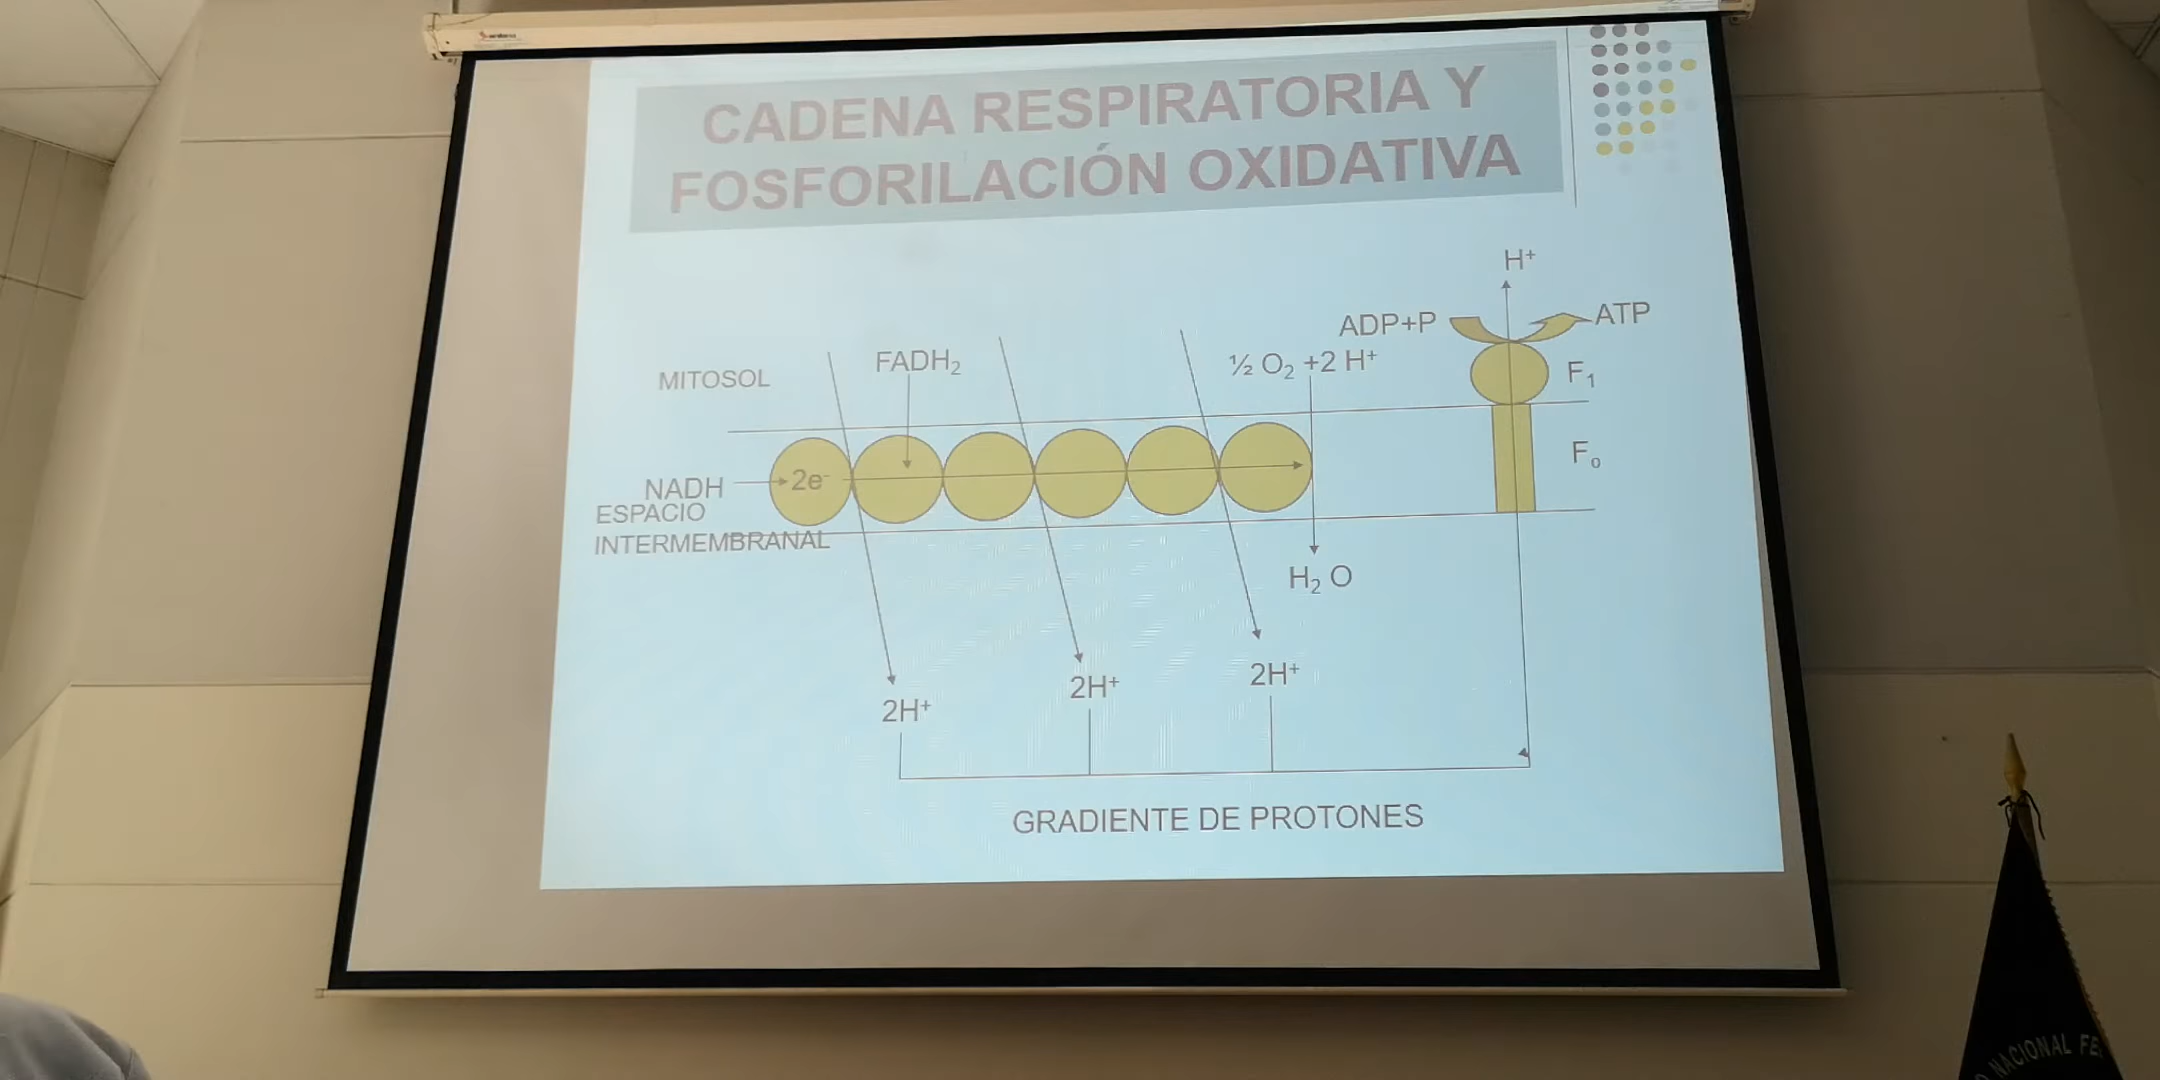 CADENA RESPIRATORIA Y
FOSFORILACIÓN OXIDATIVA
H⁺
ADP+P
ATP
MITOSOL
FADH₂
½ O₂ +2 H⁺
F₁
NADH
2e⁻
F₀
ESPACIO
INTERMEMBRANAL
H₂ O
2H⁺
2H⁺
2H⁺
GRADIENTE DE PROTONES
NACIONAL FE